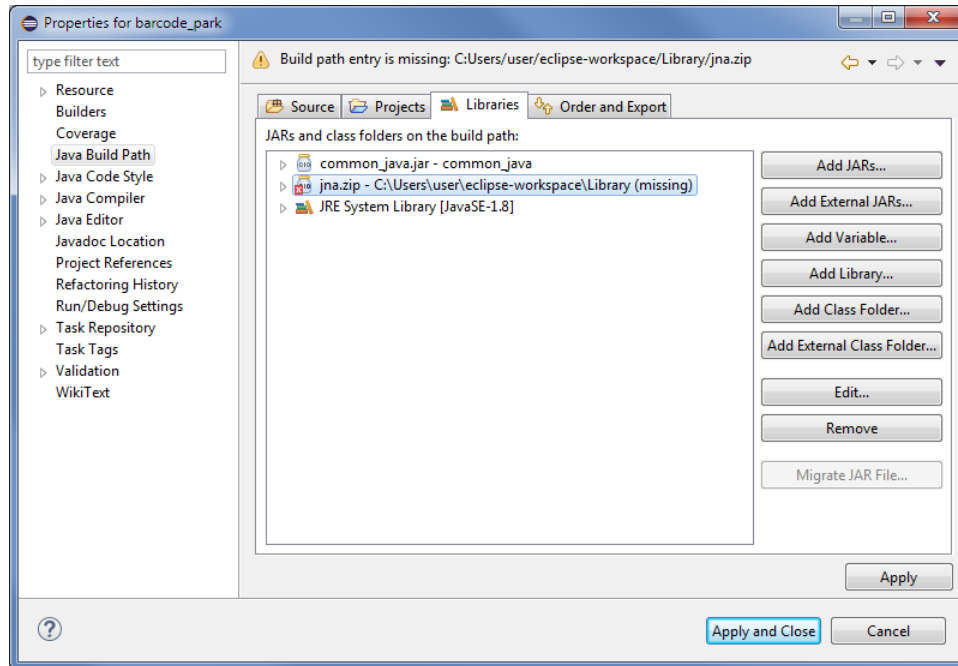 Properties for barcode_park
type filter text
Resource
Builders
Coverage
Java Build Path
Java Code Style
Java Compiler
Java Editor
Javadoc Location
Project References
Refactoring History
Run/Debug Settings
Task Repository
Task Tags
Validation
WikiText
Build path entry is missing: C:Users/user/eclipse-workspace/Library/jna.zip
Source Projects Libraries Order and Export
JARs and class folders on the build path:
common_java.jar - common_java
jna.zip - C:\Users\user\eclipse-workspace\Library (missing)
JRE System Library [JavaSE-1.8]
Add JARs...
Add External JARs...
Add Variable...
Add Library...
Add Class Folder...
Add External Class Folder...
Edit...
Remove
Migrate JAR File...
Apply
Apply and Close
Cancel